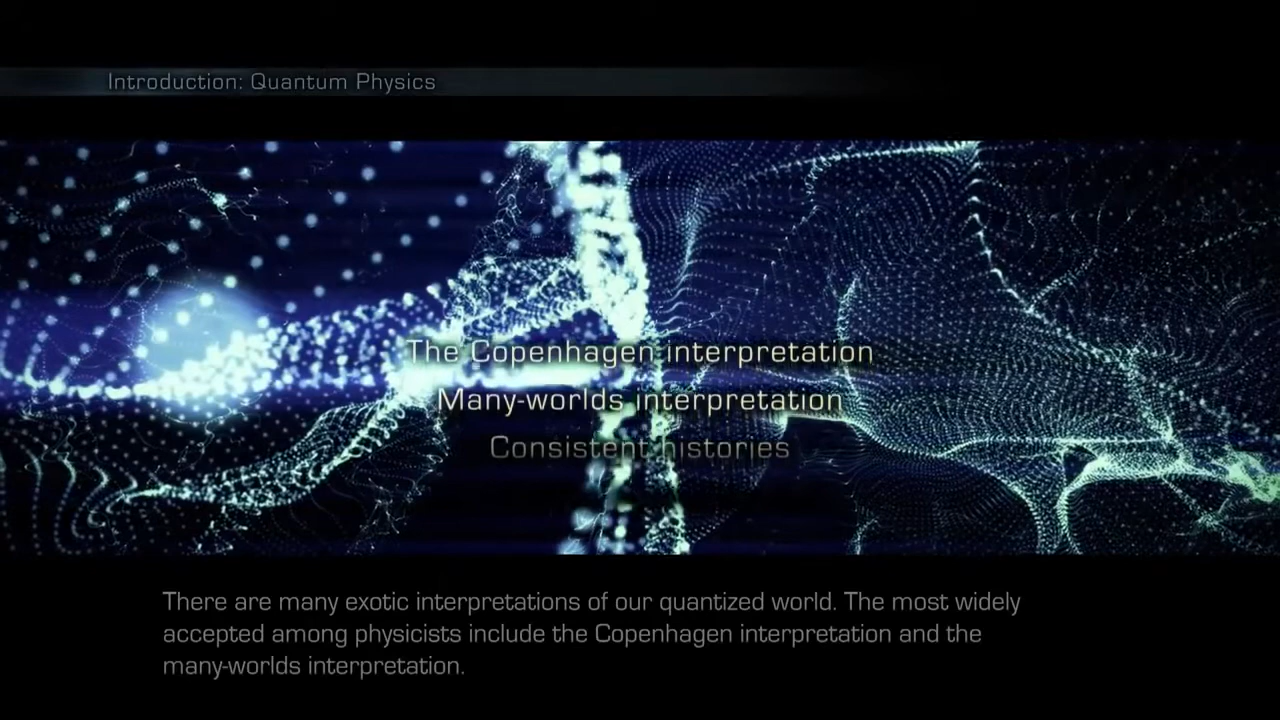 Introduction: Quantum Physics
The Copenhagen interpretation
Many-worlds interpretation
Consistent histories
There are many exotic interpretations of our quantized world. The most widely
accepted among physicists include the Copenhagen interpretation and the
many-worlds interpretation.